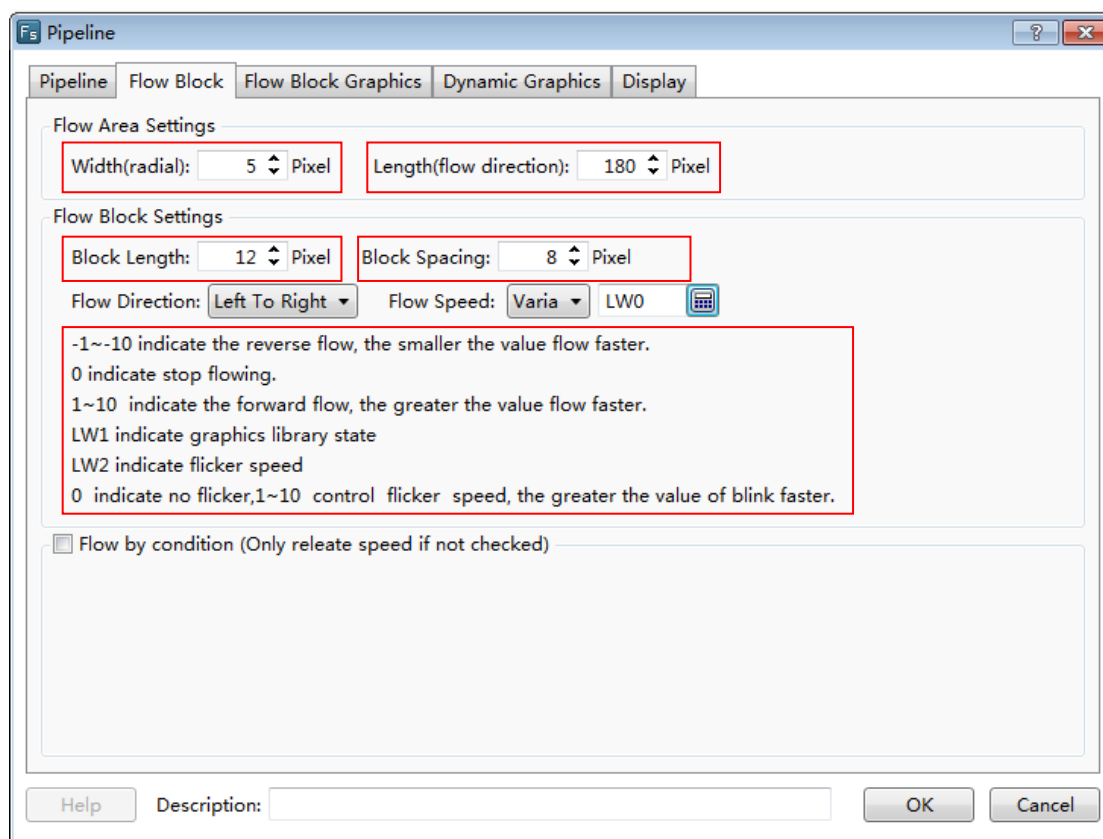 Fs Pipeline
Pipeline Flow Block Flow Block Graphics Dynamic Graphics Display
Flow Area Settings
Width(radial): 5 Pixel Length(flow direction): 180 Pixel
Flow Block Settings
Block Length: 12 Pixel Block Spacing: 8 Pixel
Flow Direction: Left To Right Flow Speed: Varia LW0
-1~-10 indicate the reverse flow, the smaller the value flow faster.
0 indicate stop flowing.
1~10 indicate the forward flow, the greater the value flow faster.
LW1 indicate graphics library state
LW2 indicate flicker speed
0 indicate no flicker,1~10 control flicker speed, the greater the value of blink faster.
Flow by condition (Only releate speed if not checked)
Help Description: OK Cancel